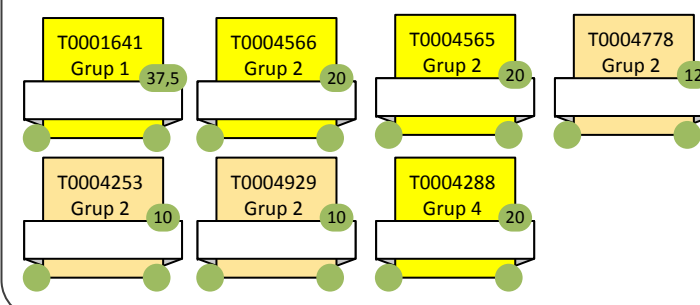 T0001641
Grup 1
37,5
T0004566
Grup 2
20
T0004565
Grup 2
20
T0004778
Grup 2
12
T0004253
Grup 2
10
T0004929
Grup 2
10
T0004288
Grup 4
20